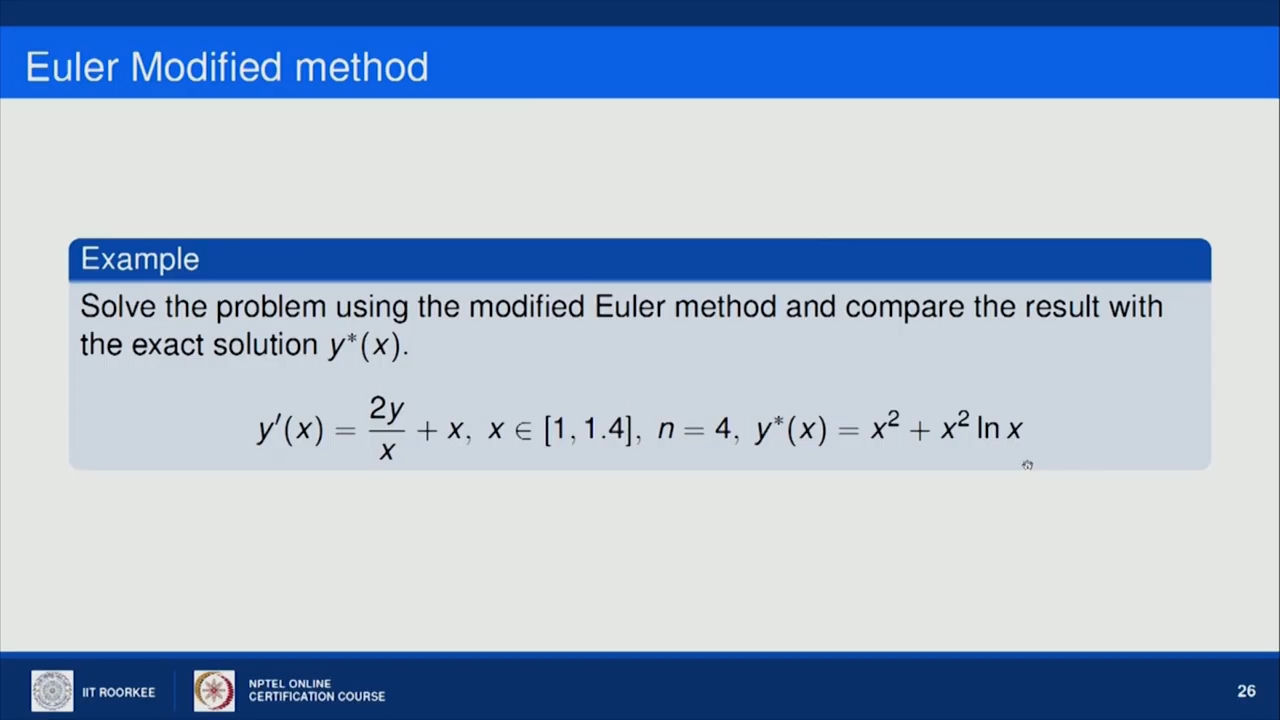 Euler Modified method
Example
Solve the problem using the modified Euler method and compare the result with
the exact solution y*(x).
y′(x) = 2y/x + x, x ∈ [1, 1.4], n = 4, y*(x) = x² + x² ln x
IIT ROORKEE
NPTEL ONLINE
CERTIFICATION COURSE
26